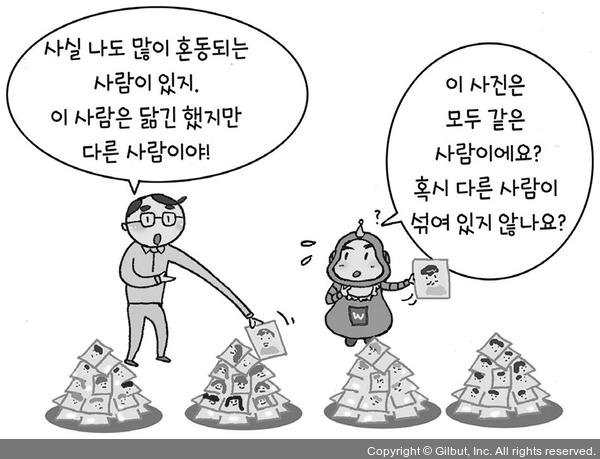 사실 나도 많이 혼동되는
사람이 있지.
이 사람은 닮긴 했지만
다른 사람이야!
이 사진은
모두 같은
사람이에요?
혹시 다른 사람이
섞여 있지 않나요?
?
W
Copyright © Gilbut, Inc. All rights reserved.